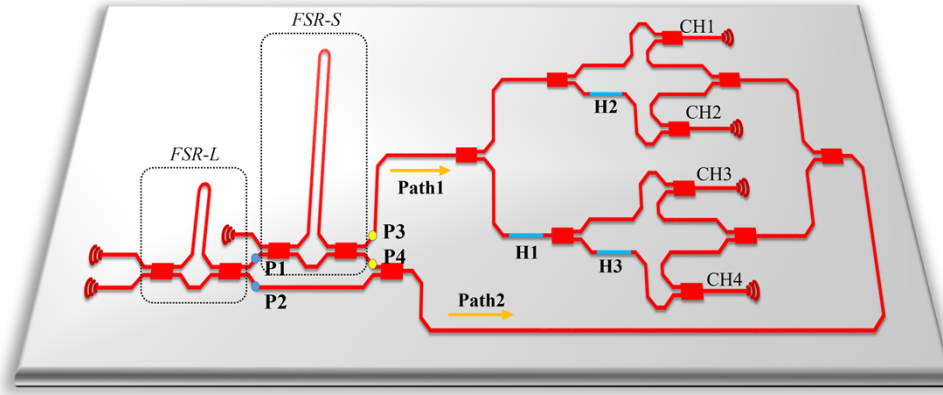 FSR-S
CH1
H2
CH2
FSR-L
Path1
CH3
P3
H1
P1
P4
H3
CH4
P2
Path2